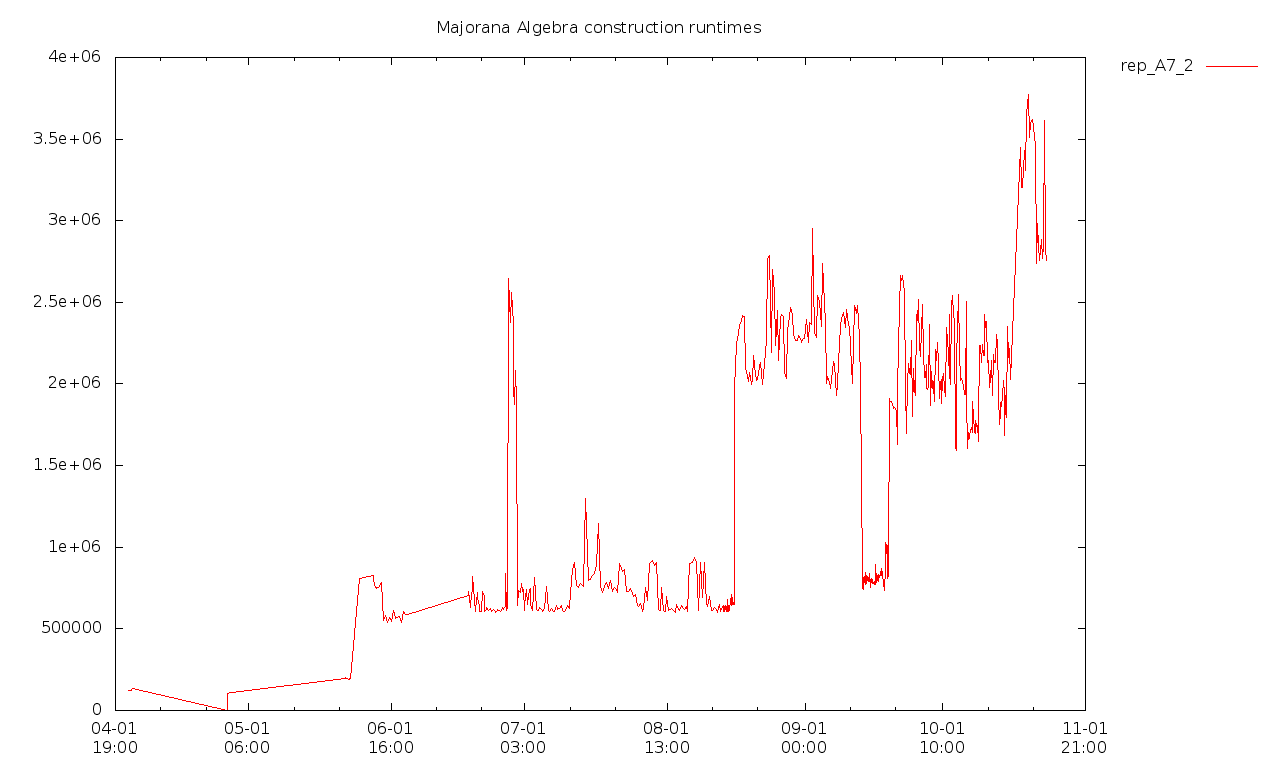 Majorana Algebra construction runtimes
rep_A7_2
4e+06
3.5e+06
3e+06
2.5e+06
2e+06
1.5e+06
1e+06
500000
0
04-01 05-01 06-01 07-01 08-01 09-01 10-01 11-01
19:00 06:00 16:00 03:00 13:00 00:00 10:00 21:00